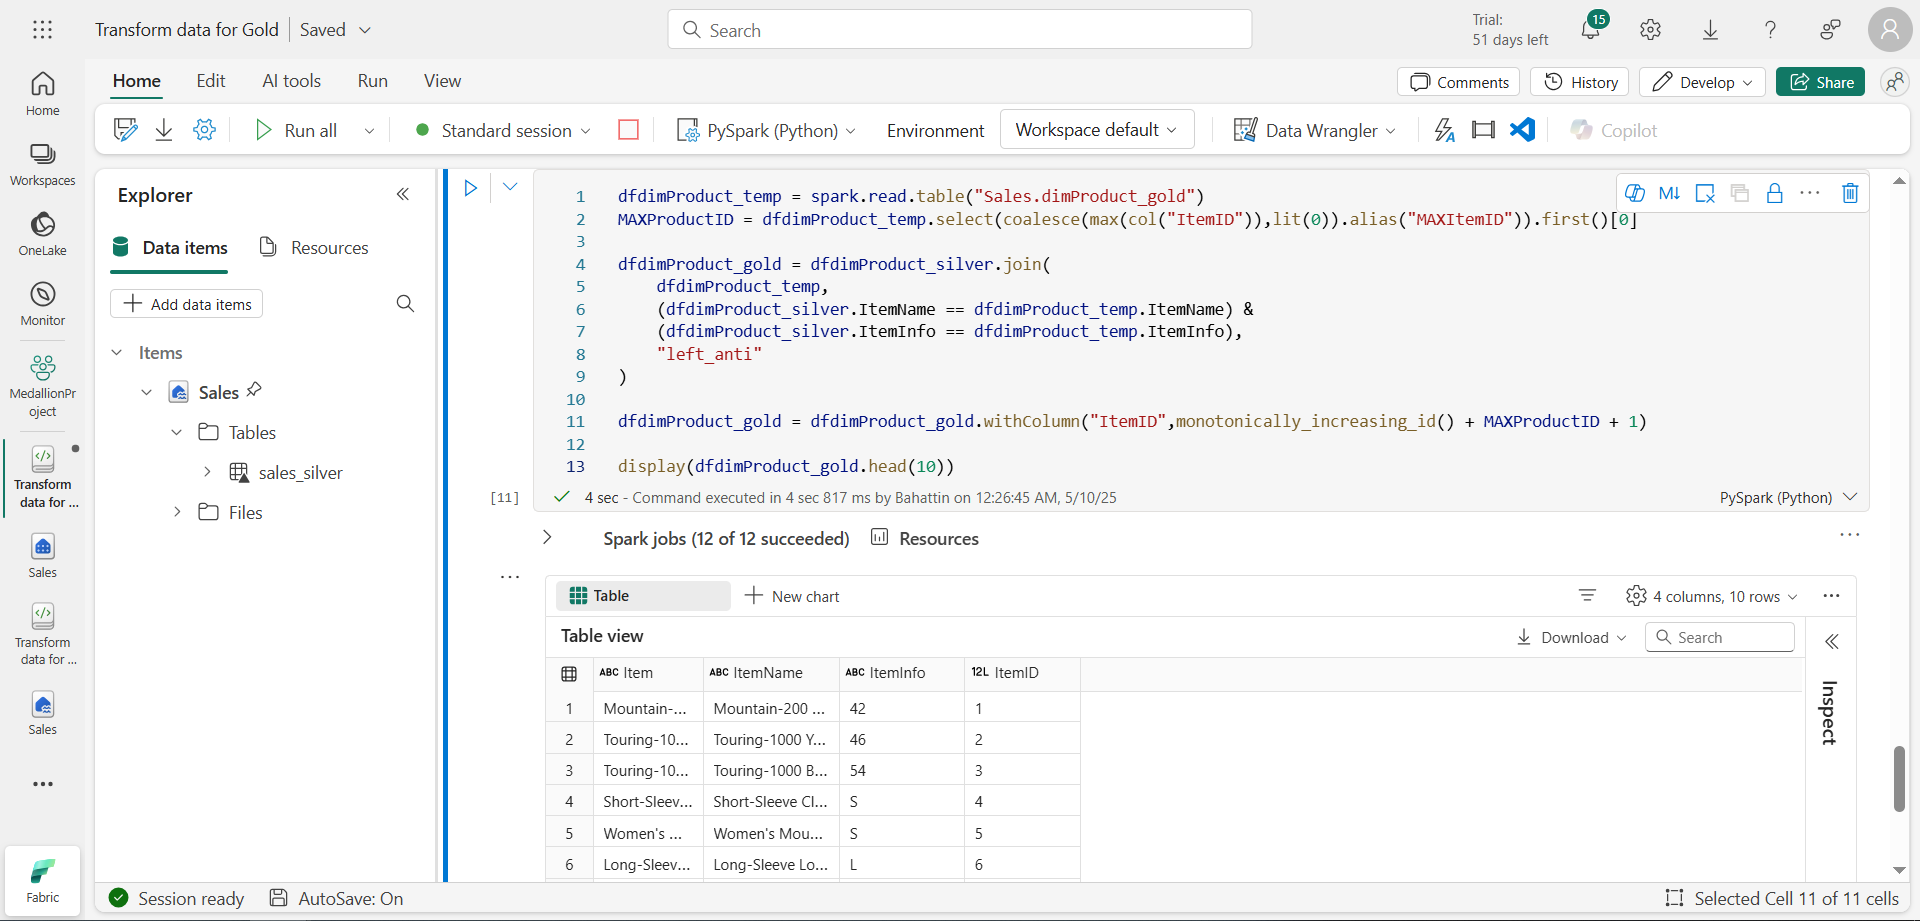 Transform data for Gold
Saved
Search
Trial:
51 days left
15
Home
Edit
AI tools
Run
View
Comments
History
Develop
Share
Run all
Standard session
PySpark (Python)
Environment
Workspace default
Data Wrangler
Copilot
Home
Workspaces
OneLake
Monitor
MedallionPr
oject
Transform
data for ...
Sales
Transform
data for ...
Sales
Fabric
Explorer
Data items
Resources
Add data items
Items
Sales
Tables
sales_silver
Files
1 dfdimProduct_temp = spark.read.table("Sales.dimProduct_gold")
2 MAXProductID = dfdimProduct_temp.select(coalesce(max(col("ItemID")),lit(0)).alias("MAXItemID")).first()[0]
3
4 dfdimProduct_gold = dfdimProduct_silver.join(
5 dfdimProduct_temp,
6 (dfdimProduct_silver.ItemName == dfdimProduct_temp.ItemName) &
7 (dfdimProduct_silver.ItemInfo == dfdimProduct_temp.ItemInfo),
8 "left_anti"
9 )
10
11 dfdimProduct_gold = dfdimProduct_gold.withColumn("ItemID",monotonically_increasing_id() + MAXProductID + 1)
12
13 display(dfdimProduct_gold.head(10))
M↓
[11]
4 sec - Command executed in 4 sec 817 ms by Bahattin on 12:26:45 AM, 5/10/25
PySpark (Python)
Spark jobs (12 of 12 succeeded)
Resources
Table
New chart
4 columns, 10 rows
Table view
Download
Search
Inspect
ABC Item ABC ItemName ABC ItemInfo 12L ItemID
1 Mountain-... Mountain-200 ... 42 1
2 Touring-10... Touring-1000 Y... 46 2
3 Touring-10... Touring-1000 B... 54 3
4 Short-Sleev... Short-Sleeve Cl... S 4
5 Women's ... Women's Mou... S 5
6 Long-Sleev... Long-Sleeve Lo... L 6
Session ready
AutoSave: On
Selected Cell 11 of 11 cells